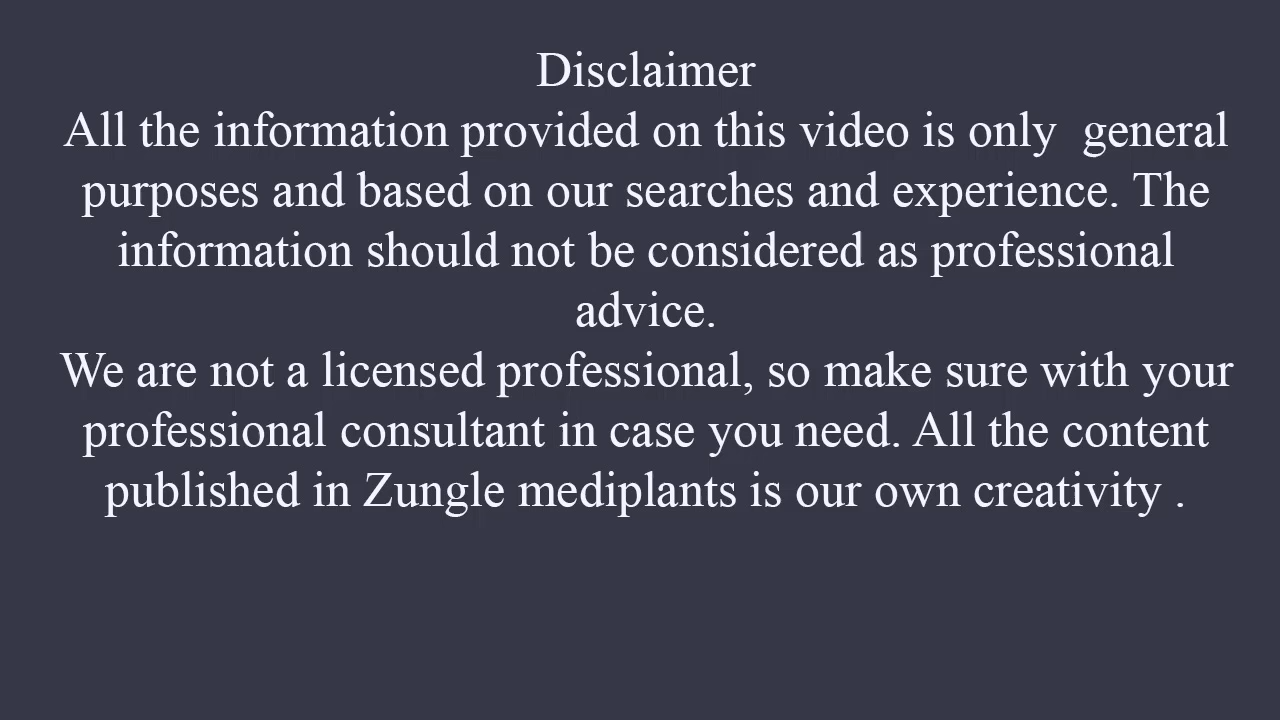 Disclaimer
All the information provided on this video is only  general
purposes and based on our searches and experience. The
information should not be considered as professional
advice.
We are not a licensed professional, so make sure with your
professional consultant in case you need. All the content
published in Zungle mediplants is our own creativity .